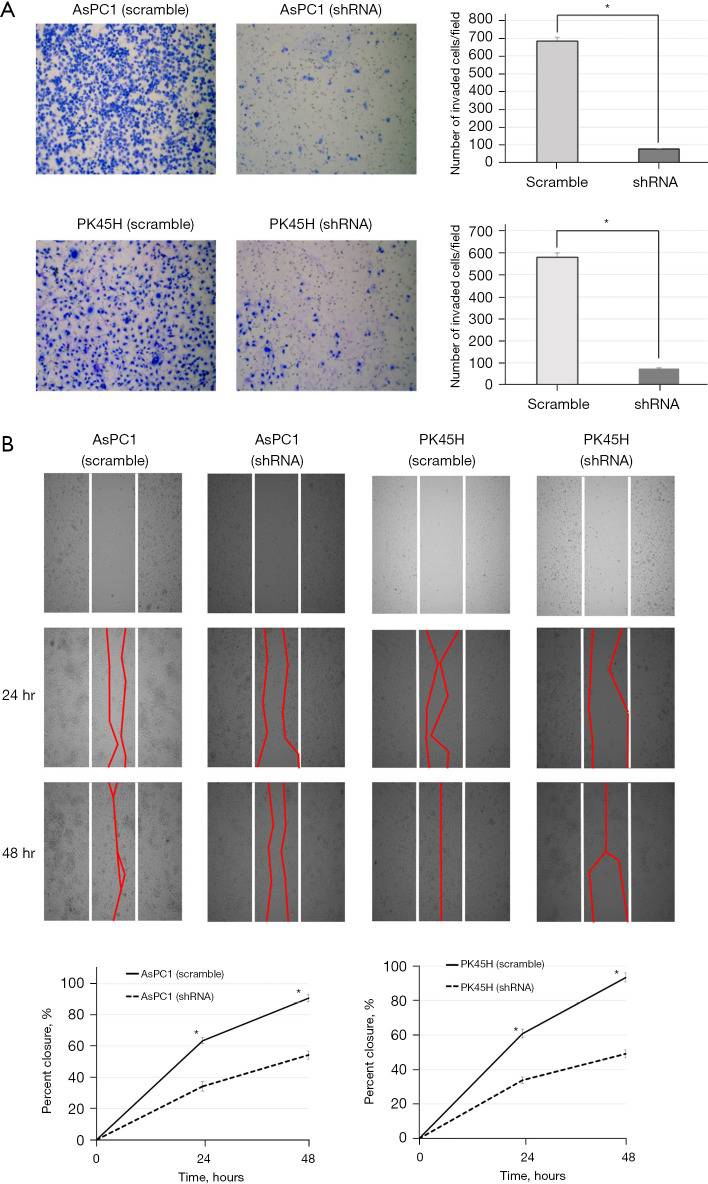 A
AsPC1 (scramble)
AsPC1 (shRNA)
Number of invaded cells/field
800
700
600
500
400
300
200
100
0
*
Scramble
shRNA
PK45H (scramble)
PK45H (shRNA)
Number of invaded cells/field
700
600
500
400
300
200
100
0
*
Scramble
shRNA
B
AsPC1
(scramble)
AsPC1
(shRNA)
PK45H
(scramble)
PK45H
(shRNA)
24 hr
48 hr
Percent closure, %
100
80
60
40
20
0
AsPC1 (scramble)
AsPC1 (shRNA)
*
*
0
24
48
Time, hours
Percent closure, %
100
80
60
40
20
0
PK45H (scramble)
PK45H (shRNA)
*
*
0
24
48
Time, hours